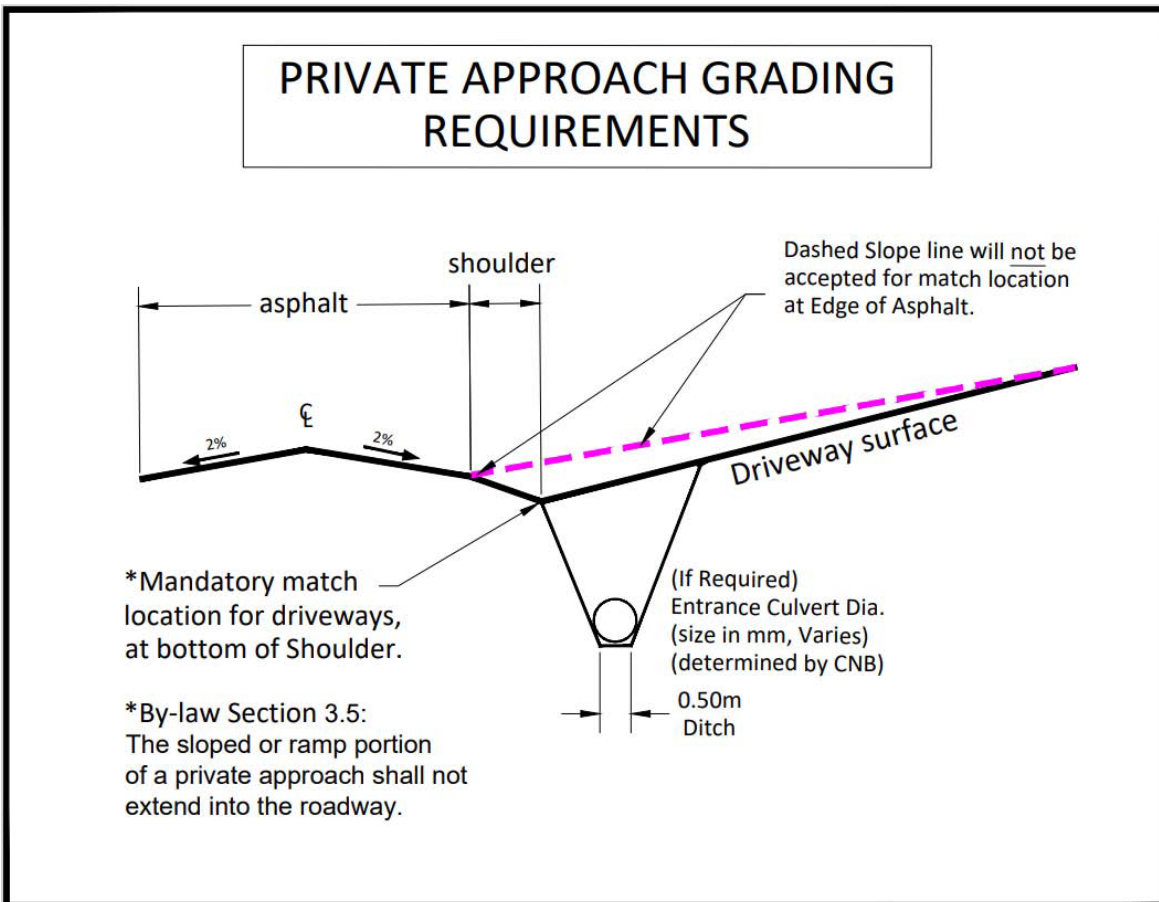 PRIVATE APPROACH GRADING
REQUIREMENTS
shoulder
asphalt
Dashed Slope line will not be
accepted for match location
at Edge of Asphalt.
℄
2%
2%
Driveway surface
*Mandatory match
location for driveways,
at bottom of Shoulder.
(If Required)
Entrance Culvert Dia.
(size in mm, Varies)
(determined by CNB)
0.50m
Ditch
*By-law Section 3.5:
The sloped or ramp portion
of a private approach shall not
extend into the roadway.